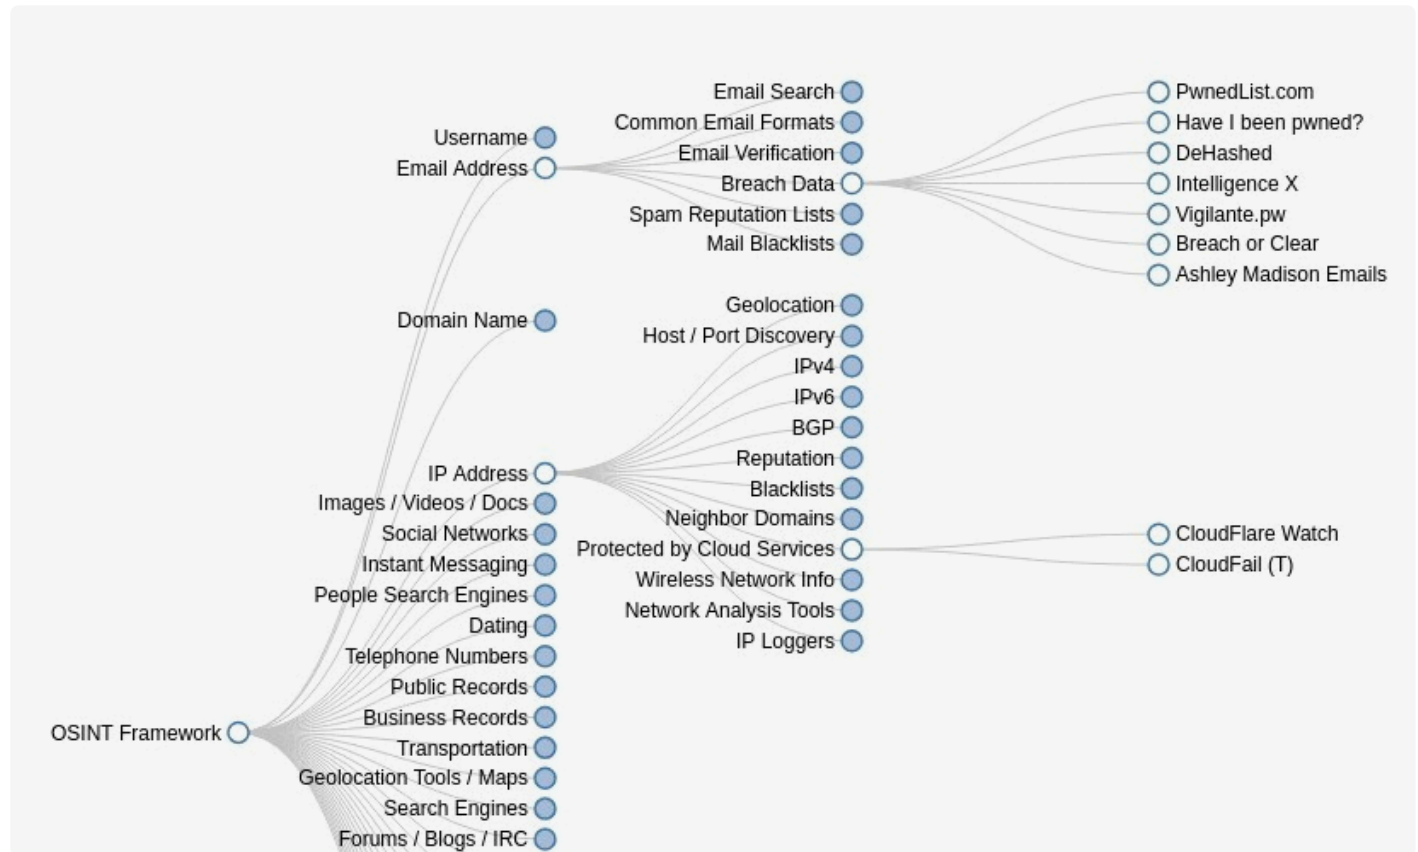 Email Search
PwnedList.com
Common Email Formats
Have I been pwned?
Username
Email Verification
DeHashed
Email Address
Breach Data
Intelligence X
Spam Reputation Lists
Vigilante.pw
Mail Blacklists
Breach or Clear
Ashley Madison Emails
Geolocation
Domain Name
Host / Port Discovery
IPv4
IPv6
BGP
Reputation
IP Address
Blacklists
Images / Videos / Docs
Neighbor Domains
Social Networks
CloudFlare Watch
Protected by Cloud Services
Instant Messaging
CloudFail (T)
Wireless Network Info
People Search Engines
Network Analysis Tools
Dating
IP Loggers
Telephone Numbers
Public Records
Business Records
OSINT Framework
Transportation
Geolocation Tools / Maps
Search Engines
Forums / Blogs / IRC